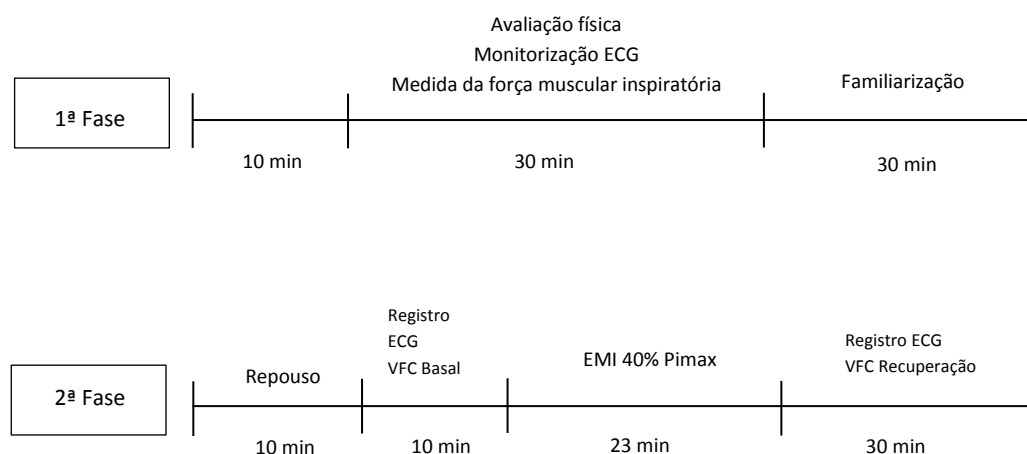 Avaliação física
Monitorização ECG
Medida da força muscular inspiratória
Familiarização
1ª Fase
10 min
30 min
30 min
Registro
ECG
VFC Basal
Registro ECG
VFC Recuperação
EMI 40% Pimax
Repouso
2ª Fase
10 min
10 min
23 min
30 min